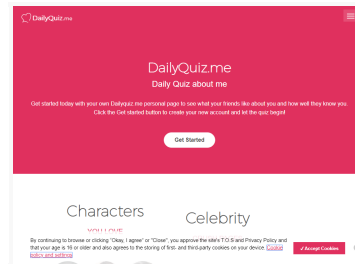 DailyQuiz.me
DailyQuiz.me
Daily Quiz about me
Get started today with your own Dailyquiz.me personal page to see what your friends like about you and how well they know you.
Click the Get started button to create your new account and let the quiz begin!
Get Started
Characters
Celebrity
YOU LOVE
By continuing to browse or clicking "Okay, I agree" or "Close", you approve the site's T.O.S and Privacy Policy and
that your age is 16 or older and also agrees to the storing of first- and third-party cookies on your device. Cookie
policy and settings
✓Accept Cookies